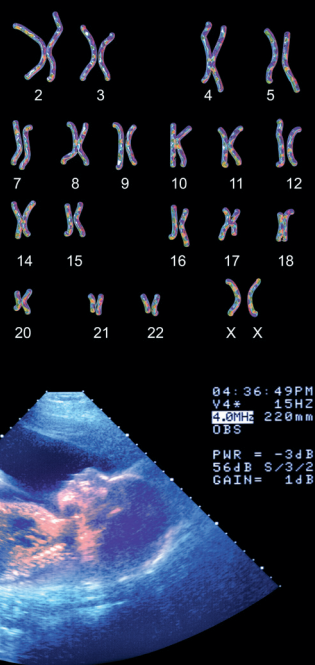 2 3 4 5
7 8 9 10 11 12
14 15 16 17 18
20 21 22 X X
04:36:49PM
V4* 15HZ
4.0MHz 220mm
OBS
PWR = -3dB
56dB S/3/2
GAIN= 1dB